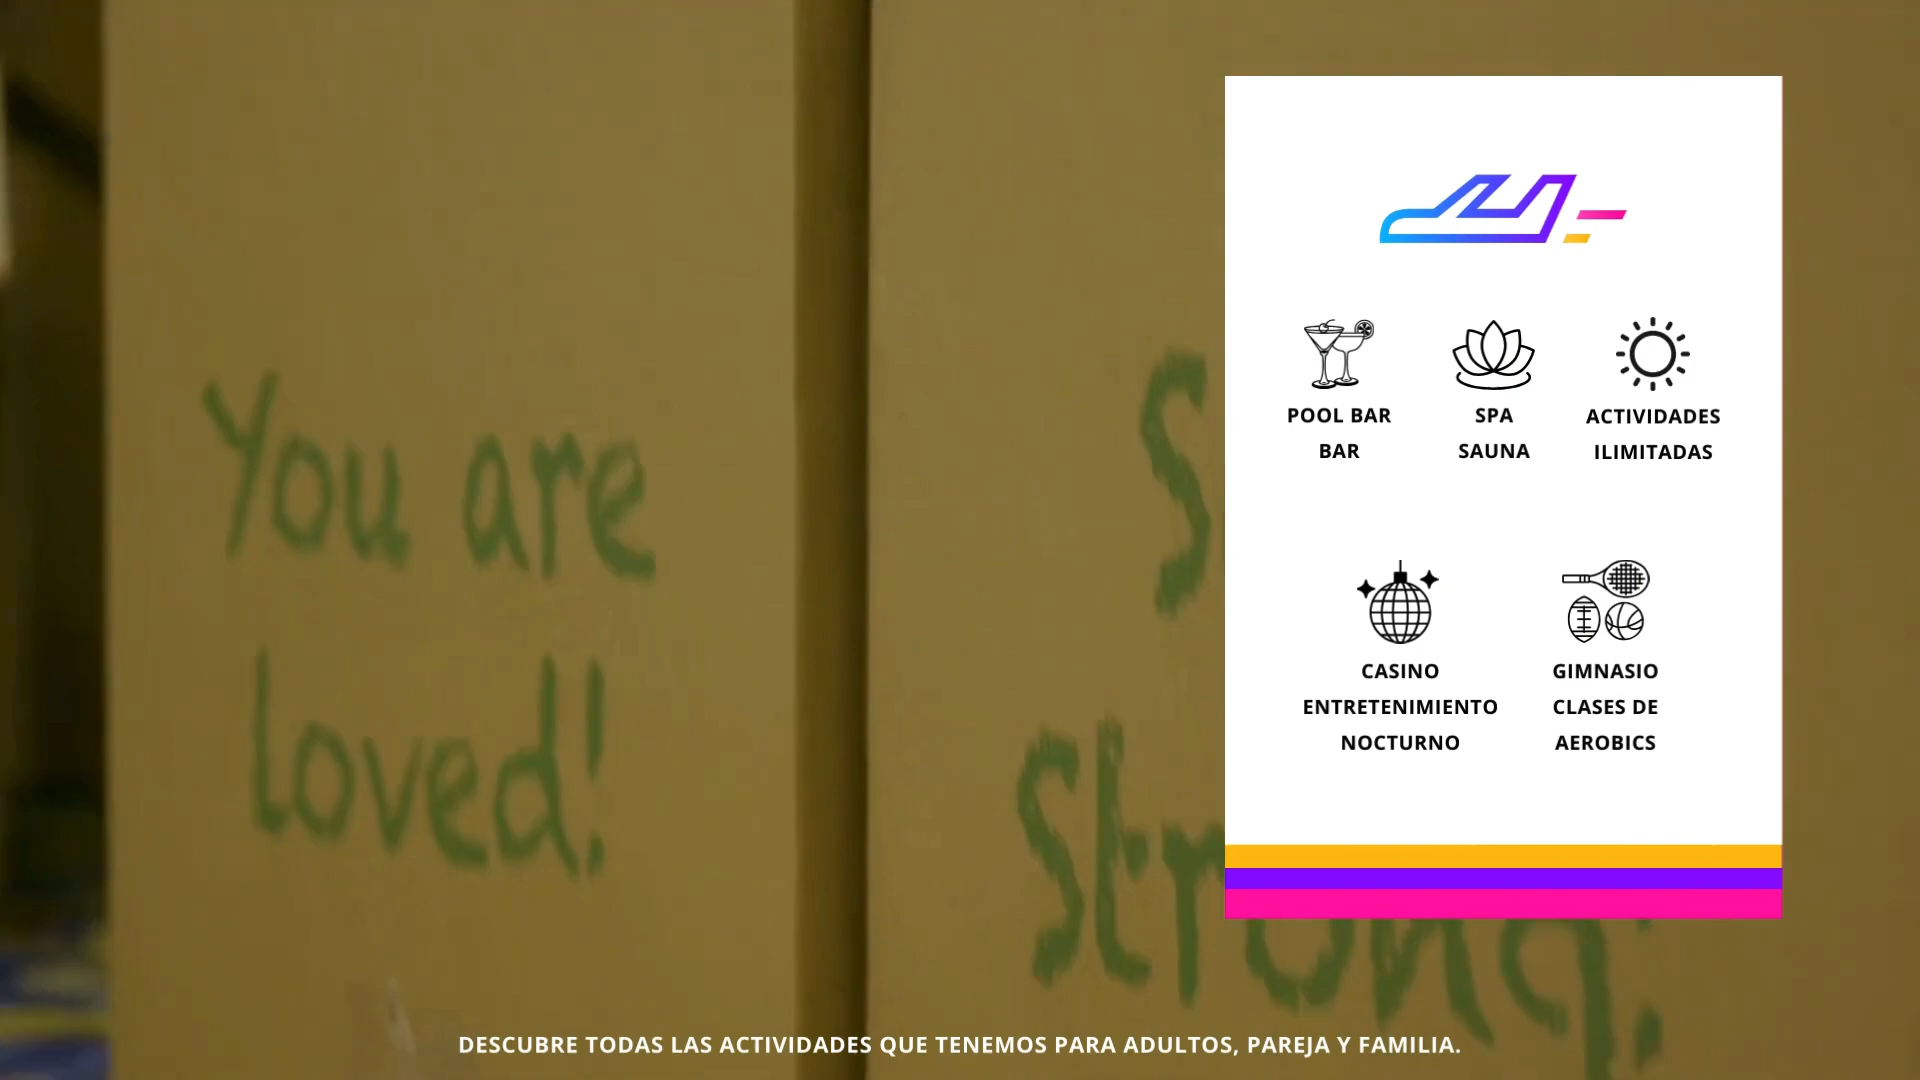 You are
loved!
POOL BAR
BAR
SPA
SAUNA
ACTIVIDADES
ILIMITADAS
CASINO
ENTRETENIMIENTO
NOCTURNO
GIMNASIO
CLASES DE
AEROBICS
DESCUBRE TODAS LAS ACTIVIDADES QUE TENEMOS PARA ADULTOS, PAREJA Y FAMILIA.